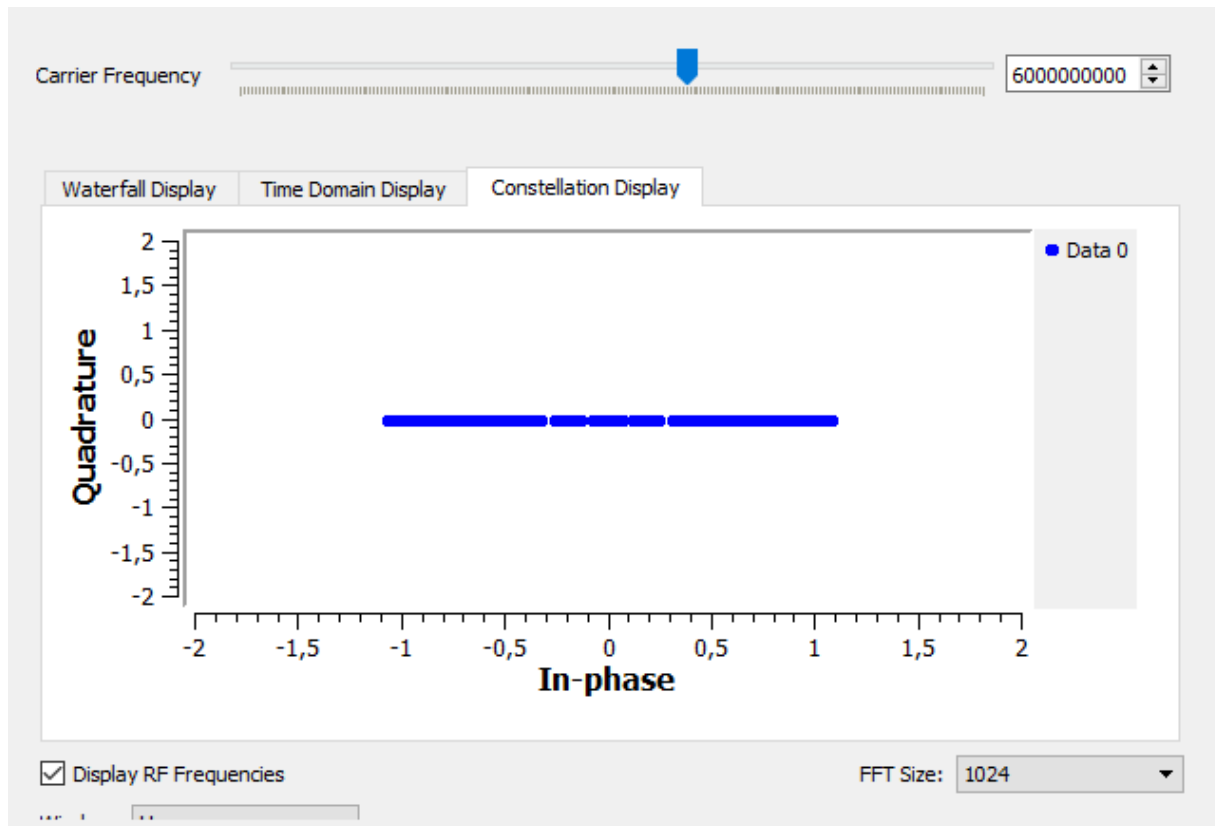 Carrier Frequency 6000000000
Waterfall Display Time Domain Display Constellation Display
Quadrature
2
1,5
1
0,5
0
-0,5
-1
-1,5
-2
Data 0
-2 -1,5 -1 -0,5 0 0,5 1 1,5 2
In-phase
Display RF Frequencies FFT Size: 1024